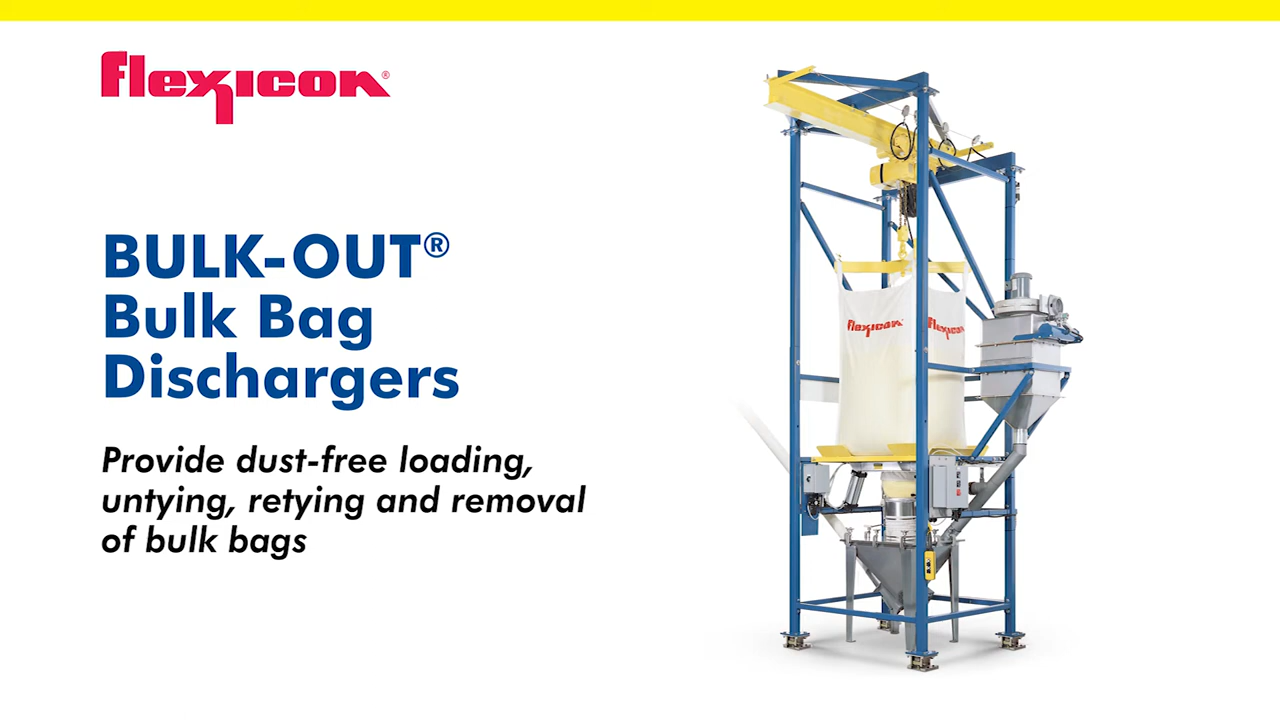 flexicon®
BULK-OUT®
Bulk Bag
Dischargers
Provide dust-free loading,
untying, retying and removal
of bulk bags
flexicon
flexicon